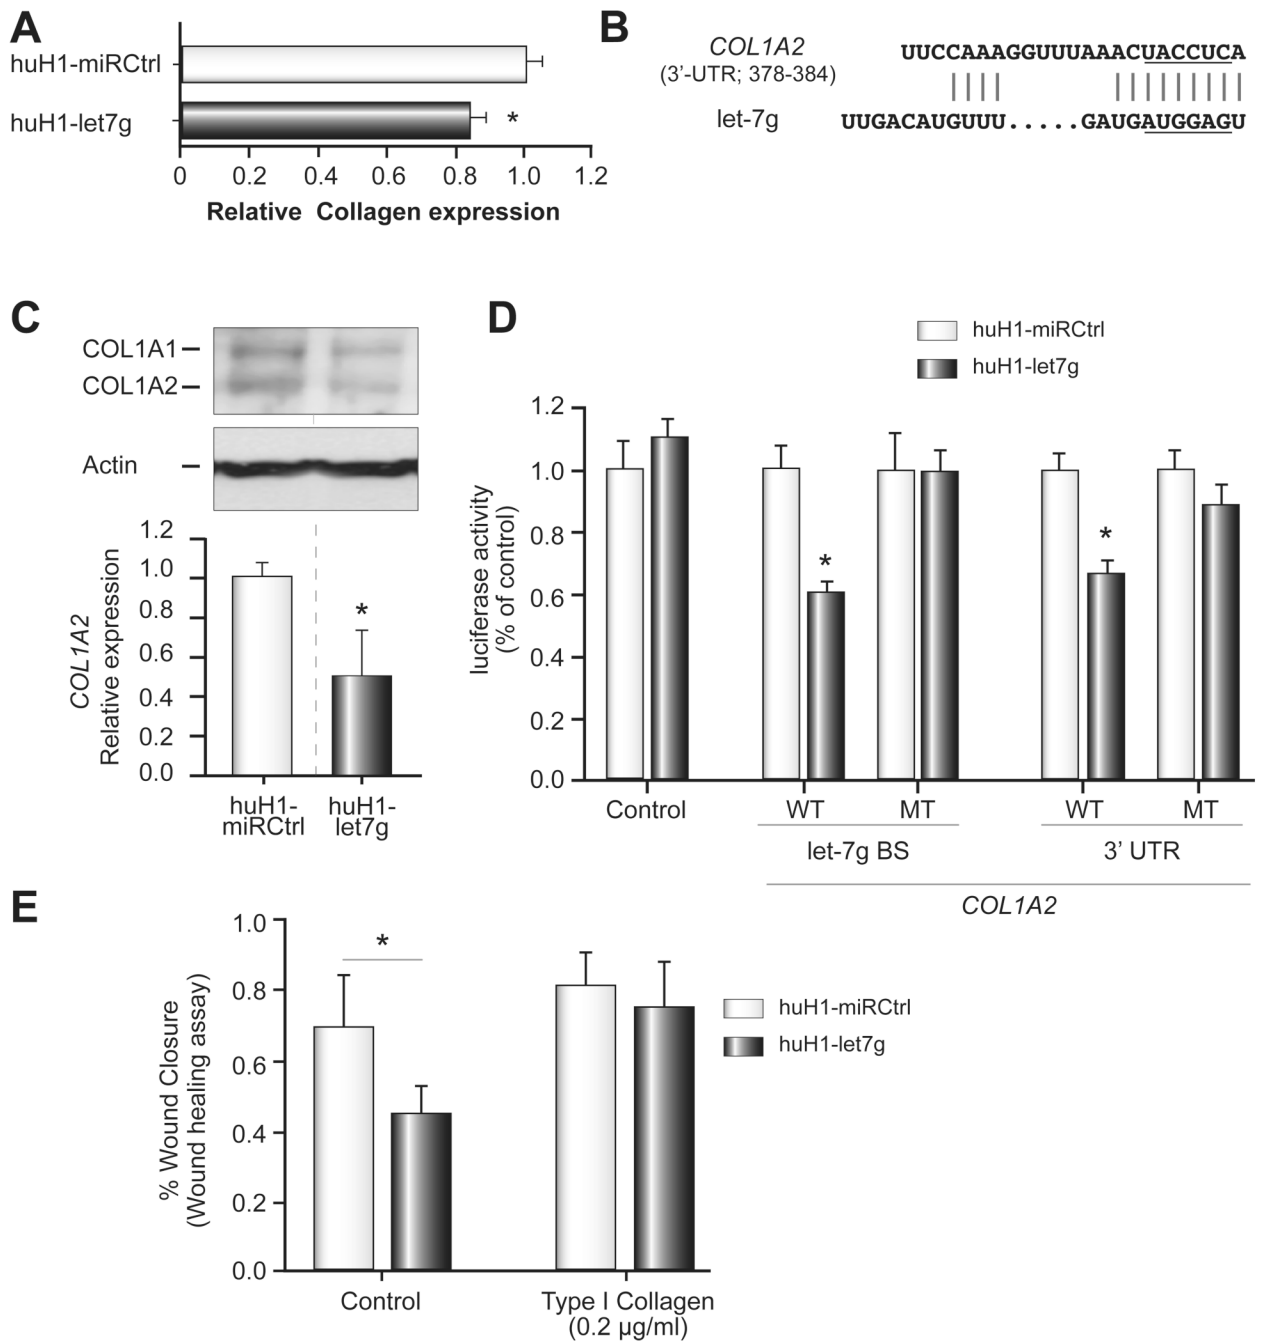 A
huH1-miRCtrl
huH1-let7g
*
0 0.2 0.4 0.6 0.8 1.0 1.2
Relative Collagen expression
B
COL1A2
(3'-UTR; 378-384)
UUCCAAAGGUUUAAACUACCUCA
let-7g
UUGACAUGUUU.....GAUGAUGGAGU
C
COL1A1
COL1A2
Actin
1.2
1.0
0.8
0.6
0.4
0.2
0.0
COL1A2
Relative expression
*
huH1-
miRCtrl
huH1-
let7g
D
huH1-miRCtrl
huH1-let7g
1.2
1.0
0.8
0.6
0.4
0.2
0.0
luciferase activity
(% of control)
*
*
Control
WT MT WT MT
let-7g BS
3' UTR
COL1A2
E
1.0
0.8
0.6
0.4
0.2
0.0
% Wound Closure
(Wound healing assay)
*
huH1-miRCtrl
huH1-let7g
Control
Type I Collagen
(0.2 µg/ml)